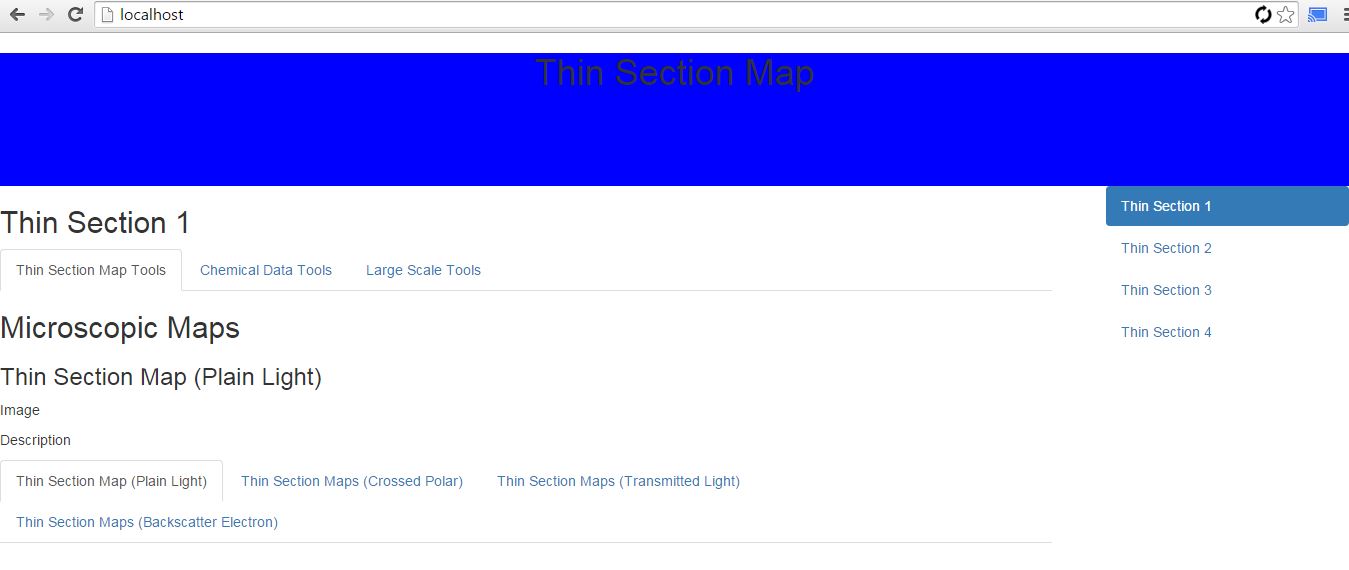 localhost
Thin Section Map
Thin Section 1
Thin Section Map Tools Chemical Data Tools Large Scale Tools
Microscopic Maps
Thin Section Map (Plain Light)
Image
Description
Thin Section Map (Plain Light) Thin Section Maps (Crossed Polar) Thin Section Maps (Transmitted Light)
Thin Section Maps (Backscatter Electron)
Thin Section 1
Thin Section 2
Thin Section 3
Thin Section 4